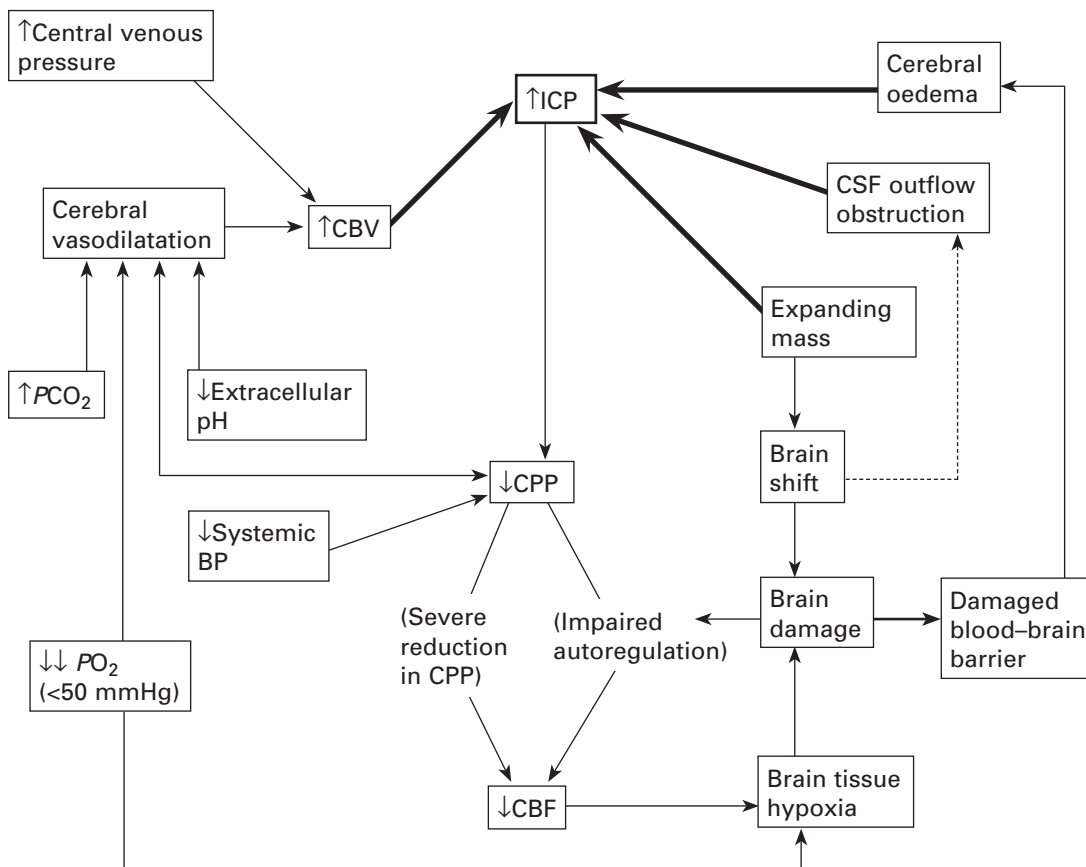 ↑Central venous
pressure
↑ICP
Cerebral
oedema
CSF outflow
obstruction
Cerebral
vasodilatation
↑CBV
Expanding
mass
↑PCO₂
↓Extracellular
pH
Brain
shift
↓CPP
↓Systemic
BP
(Severe
reduction
in CPP)
(Impaired
autoregulation)
Brain
damage
Damaged
blood–brain
barrier
↓↓ PO₂
(<50 mmHg)
↓CBF
Brain tissue
hypoxia